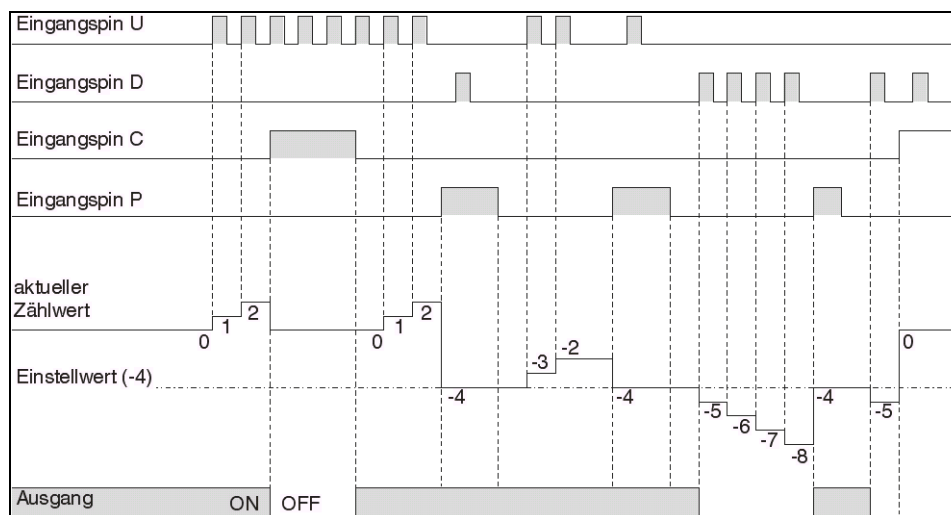 Eingangspin U
Eingangspin D
Eingangspin C
Eingangspin P
aktueller
Zählwert
0
1
2
0
1
2
-3
-2
0
Einstellwert (-4)
-4
-4
-5
-6
-7
-8
-4
-5
Ausgang
ON
OFF